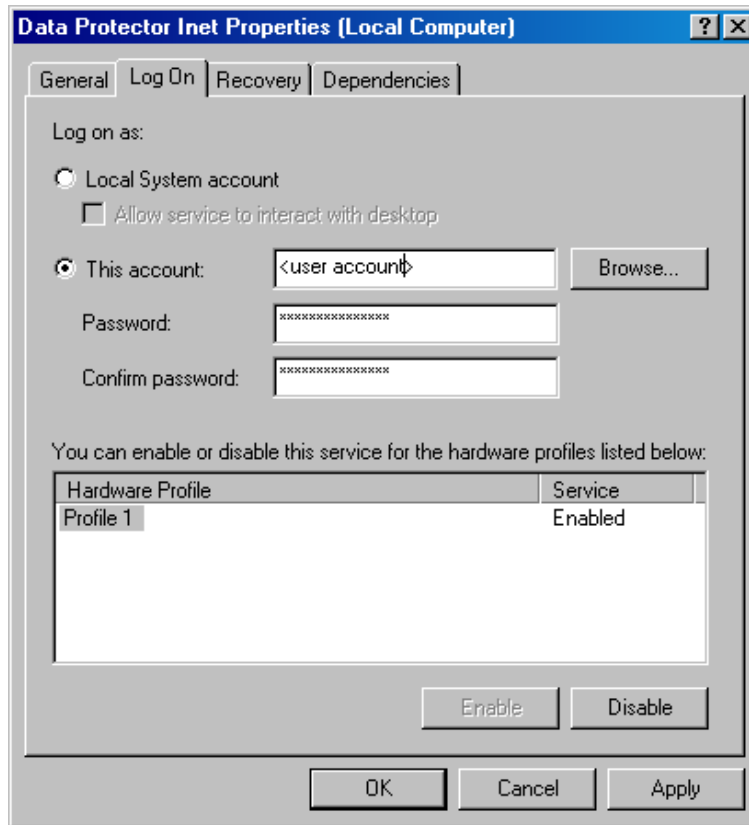 Data Protector Inet Properties (Local Computer)
General Log On Recovery Dependencies
Log on as:
Local System account
Allow service to interact with desktop
This account: <user account> Browse...
Password: ***************
Confirm password: ***************
You can enable or disable this service for the hardware profiles listed below:
Hardware Profile Service
Profile 1 Enabled
Enable Disable
OK Cancel Apply